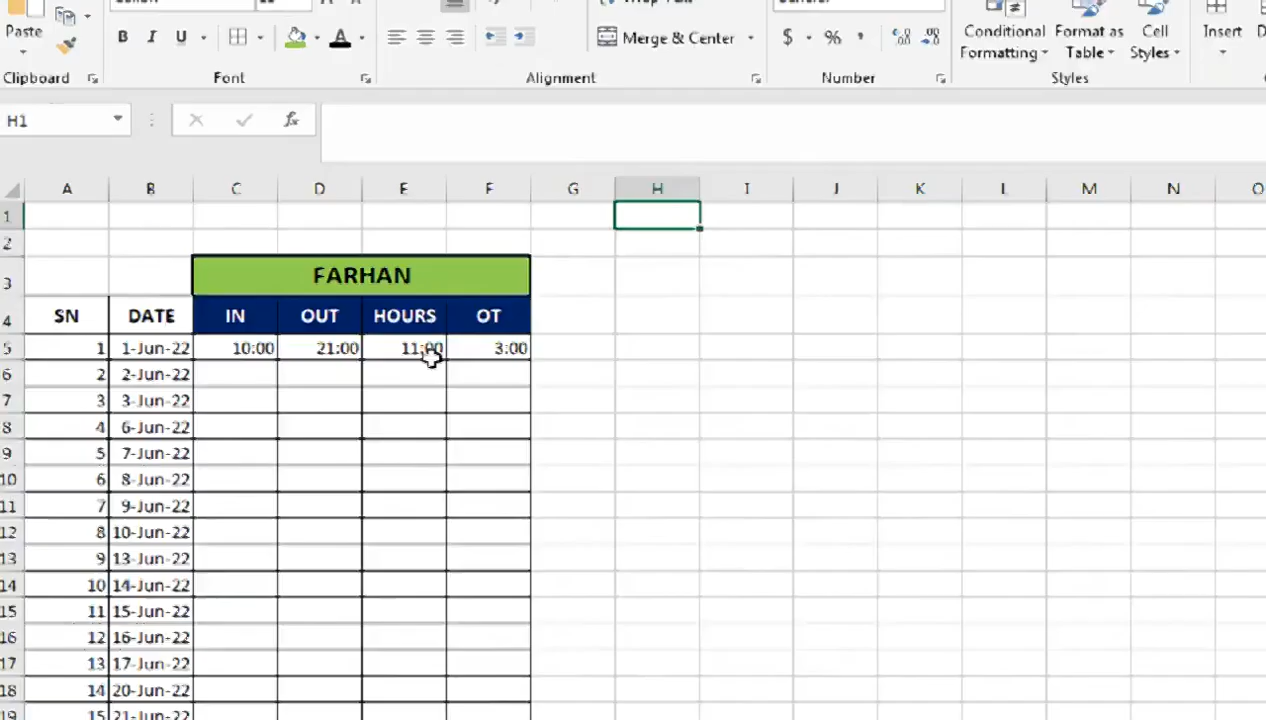 Paste
B I U
Merge & Center
$ % ,
Conditional Formatting
Format as Table
Cell Styles
Insert
Clipboard
Font
Alignment
Number
Styles
H1
fx
A B C D E F G H I J K L M N O
1
2
3 FARHAN
4 SN DATE IN OUT HOURS OT
5 1 1-Jun-22 10:00 21:00 11:00 3:00
6 2 2-Jun-22
7 3 3-Jun-22
8 4 6-Jun-22
9 5 7-Jun-22
10 6 8-Jun-22
11 7 9-Jun-22
12 8 10-Jun-22
13 9 13-Jun-22
14 10 14-Jun-22
15 11 15-Jun-22
16 12 16-Jun-22
17 13 17-Jun-22
18 14 20-Jun-22
19 15 21-Jun-22